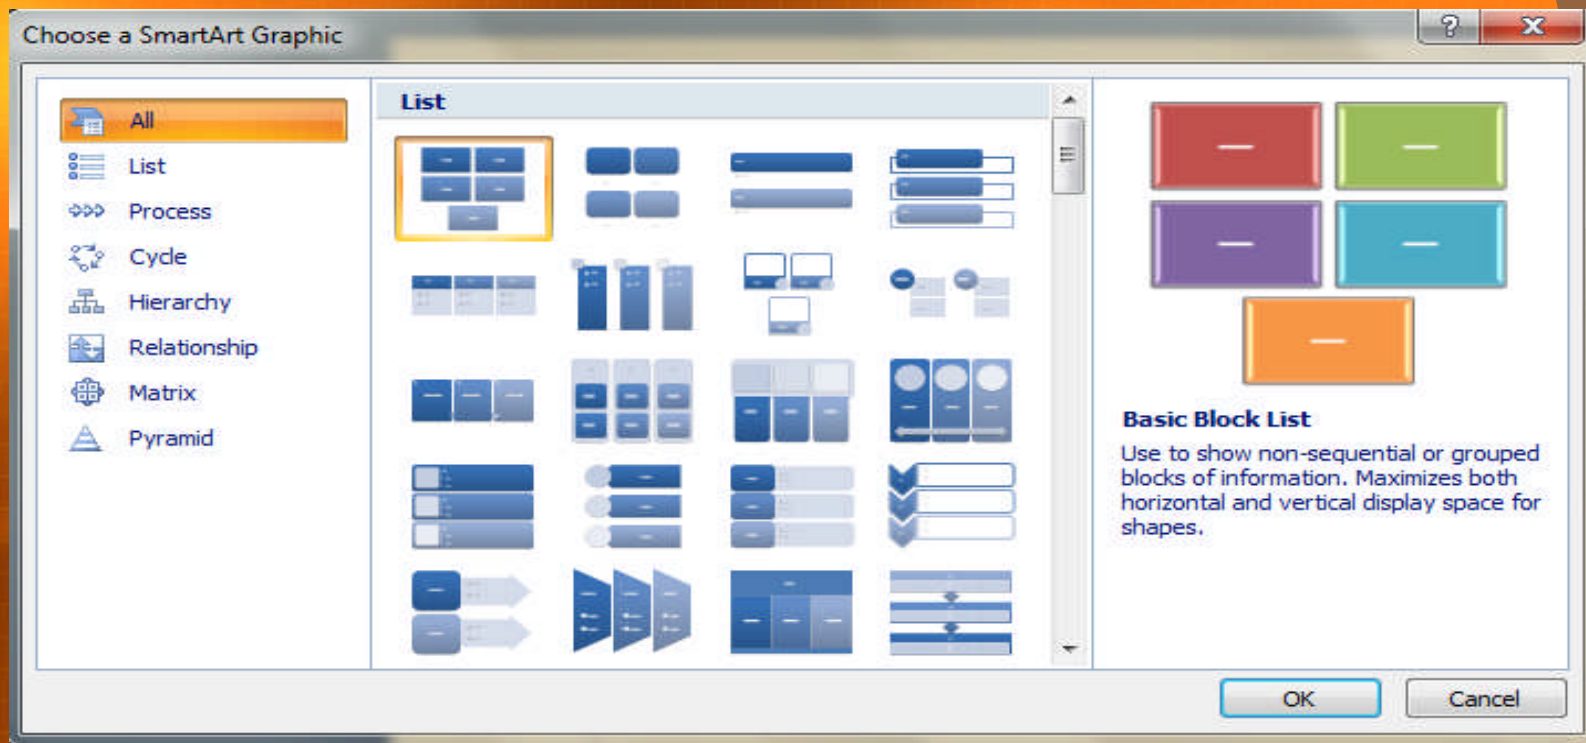 Choose a SmartArt Graphic
?
All
List
Process
Cycle
Hierarchy
Relationship
Matrix
Pyramid
List
Basic Block List
Use to show non-sequential or grouped
blocks of information. Maximizes both
horizontal and vertical display space for
shapes.
OK
Cancel